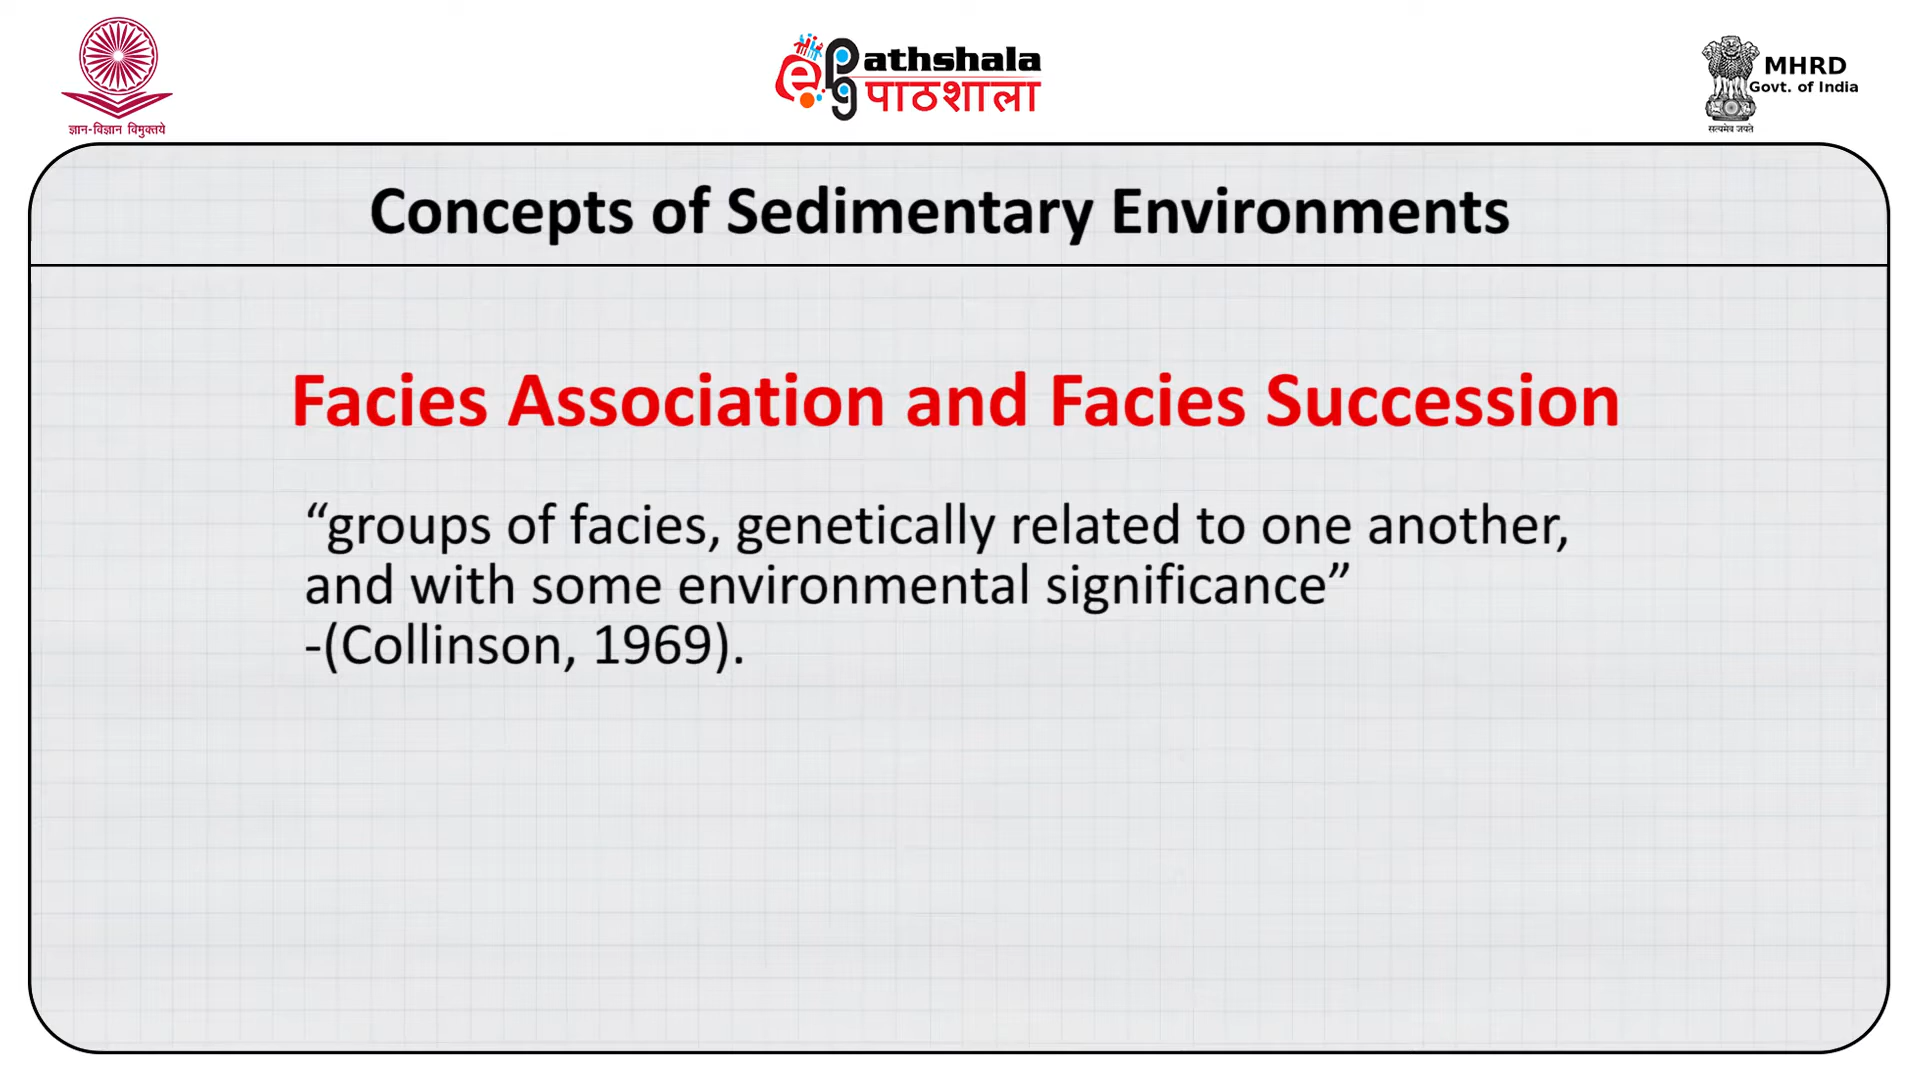 ज्ञान-विज्ञान विमुक्तये
ePathshala
पाठशाला
MHRD
Govt. of India
सत्यमेव जयते
Concepts of Sedimentary Environments
Facies Association and Facies Succession
“groups of facies, genetically related to one another,
and with some environmental significance”
-(Collinson, 1969).